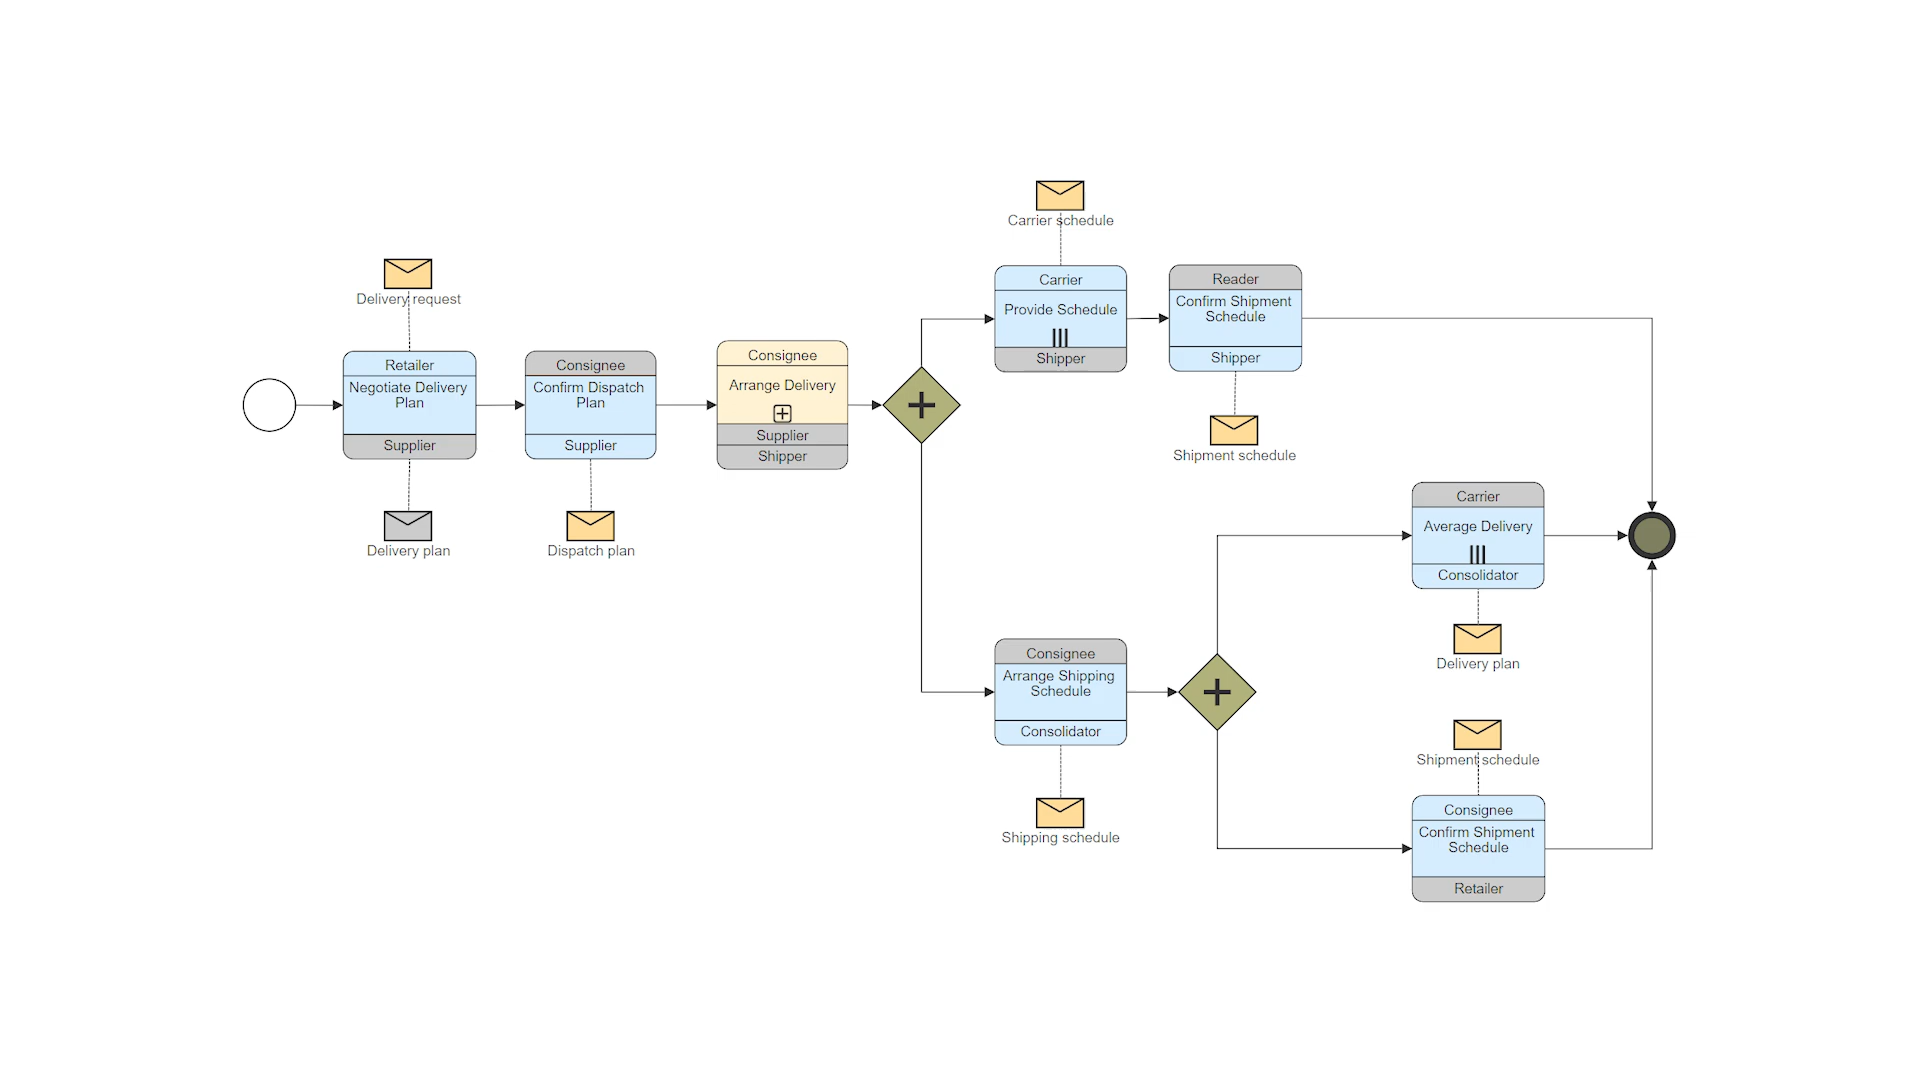 Delivery request
Retailer
Negotiate Delivery
Plan
Supplier
Delivery plan
Consignee
Confirm Dispatch
Plan
Supplier
Dispatch plan
Consignee
Arrange Delivery
Supplier
Shipper
Carrier schedule
Carrier
Provide Schedule
Shipper
Reader
Confirm Shipment
Schedule
Shipper
Shipment schedule
Consignee
Arrange Shipping
Schedule
Consolidator
Shipping schedule
Carrier
Average Delivery
Consolidator
Delivery plan
Shipment schedule
Consignee
Confirm Shipment
Schedule
Retailer